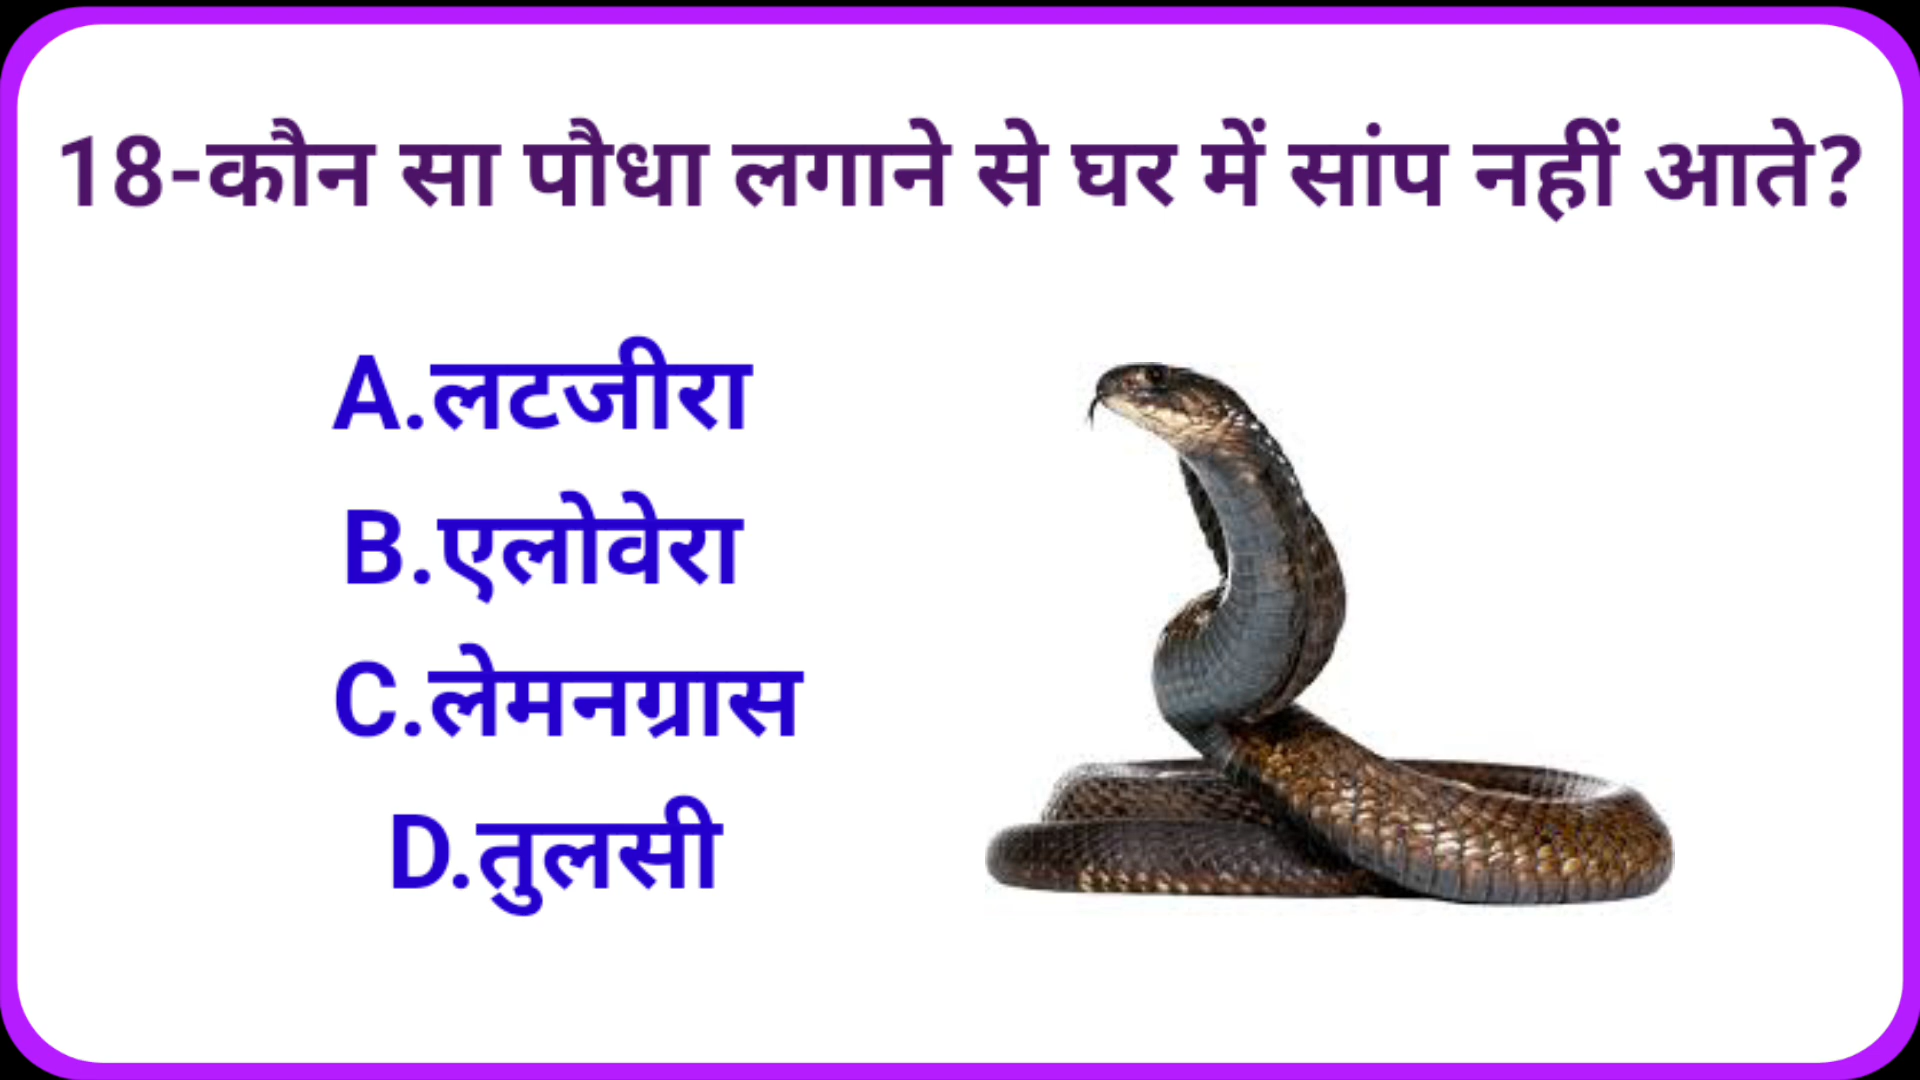 18-कौन सा पौधा लगाने से घर में सांप नहीं आते?
A.लटजीरा
B.एलोवेरा
C.लेमनग्रास
D.तुलसी